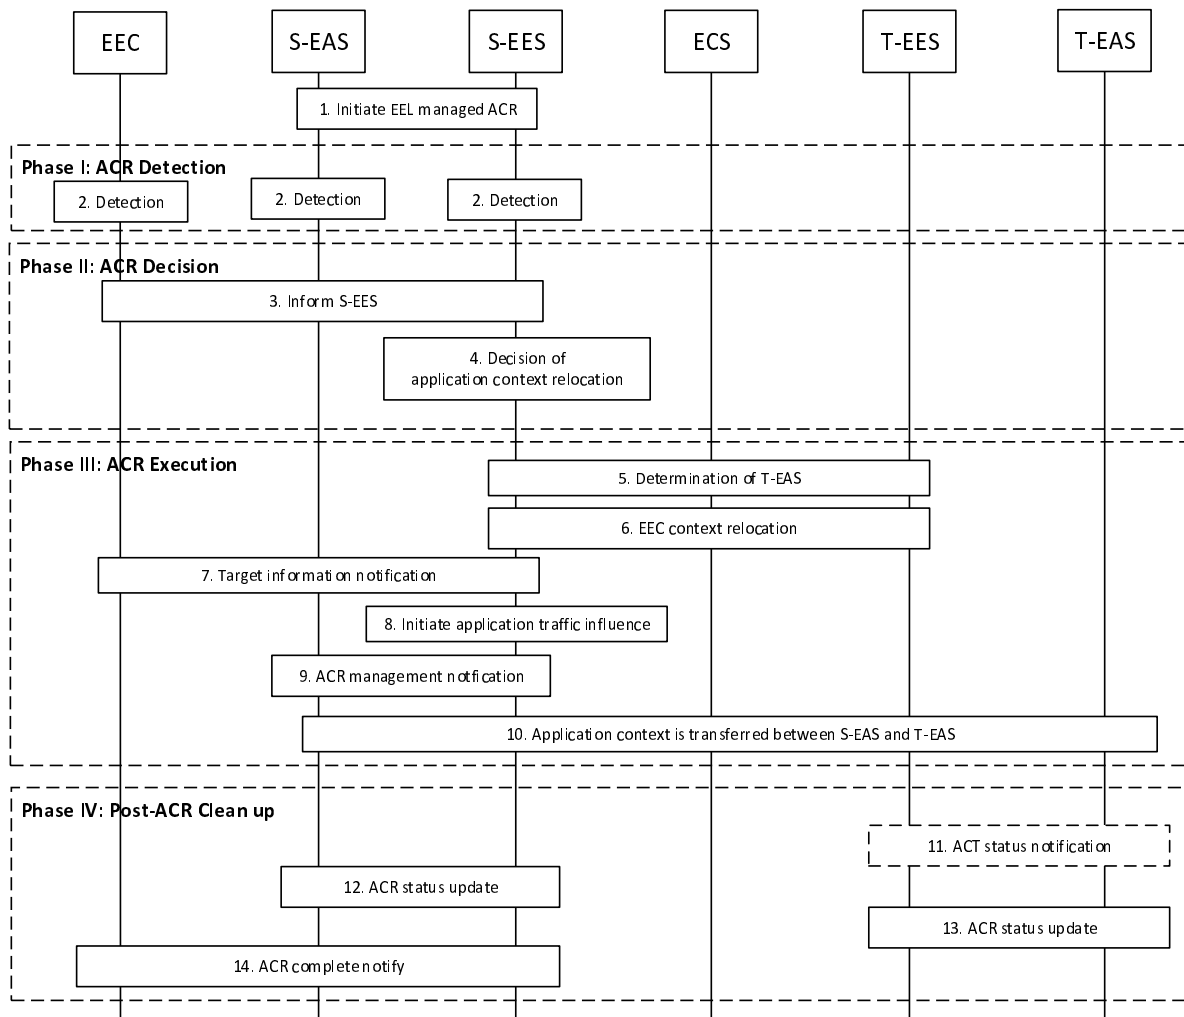 EEC
S-EAS
S-EES
ECS
T-EES
T-EAS
1. Initiate EEL managed ACR
Phase I: ACR Detection
2. Detection
2. Detection
2. Detection
Phase II: ACR Decision
3. Inform S-EES
4. Decision of
application context relocation
Phase III: ACR Execution
5. Determination of T-EAS
6. EEC context relocation
7. Target information notification
8. Initiate application traffic influence
9. ACR management notfication
10. Application context is transferred between S-EAS and T-EAS
Phase IV: Post-ACR Clean up
11. ACT status notification
12. ACR status update
13. ACR status update
14. ACR complete notify